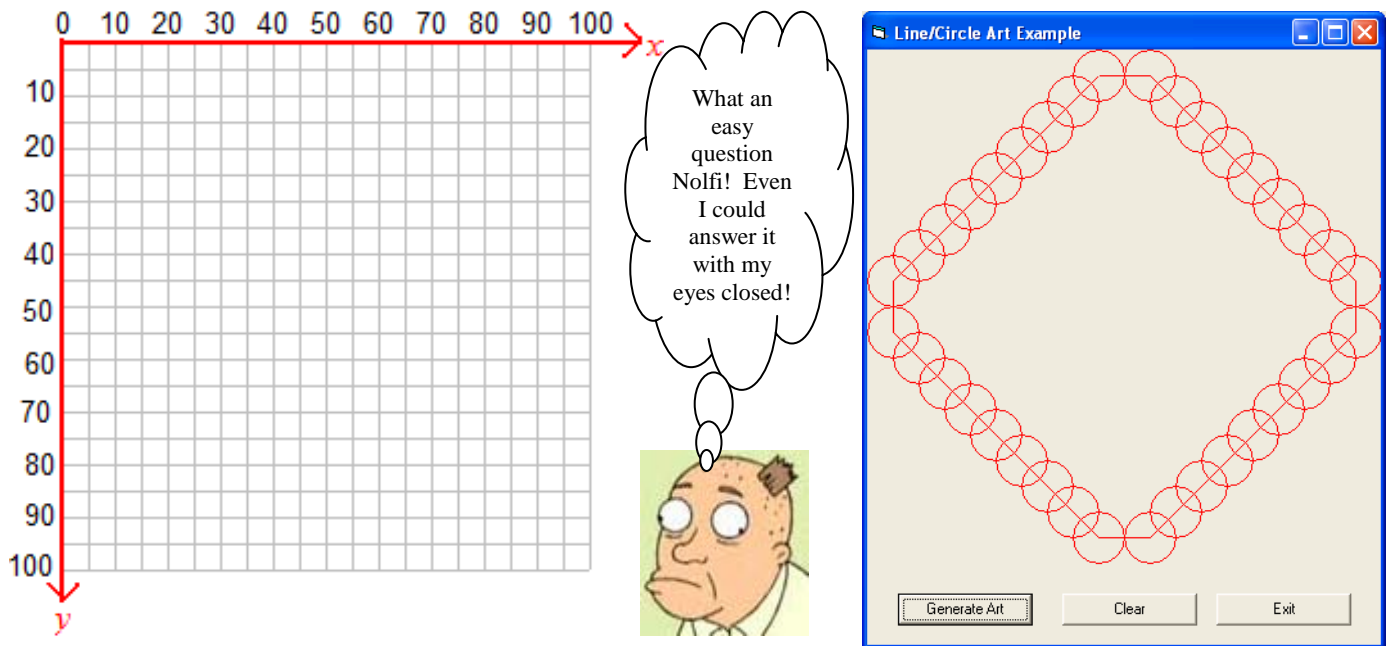 0 10 20 30 40 50 60 70 80 90 100
x
10
20
30
40
50
60
70
80
90
100
y
What an
easy
question
Nolfi! Even
I could
answer it
with my
eyes closed!
Line/Circle Art Example
Generate Art Clear Exit